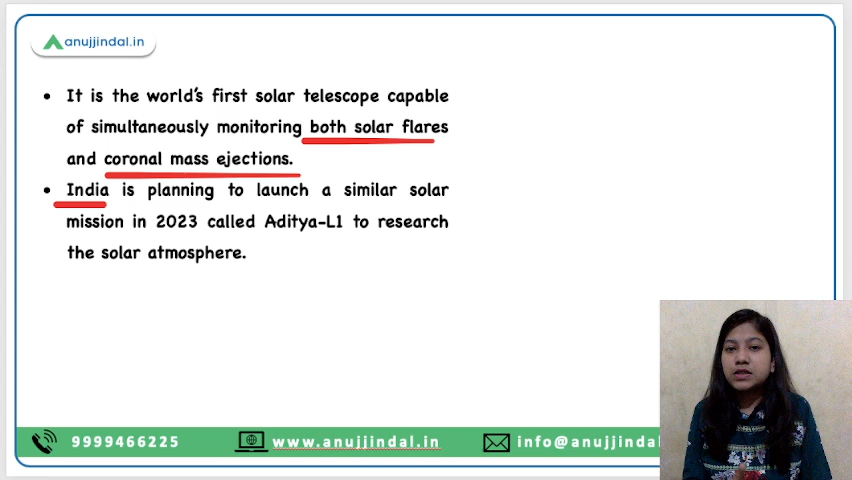 anujjindal.in
• It is the world's first solar telescope capable
of simultaneously monitoring both solar flares
and coronal mass ejections.
• India is planning to launch a similar solar
mission in 2023 called Aditya-L1 to research
the solar atmosphere.
9999466225 www.anujjindal.in info@anujjindal